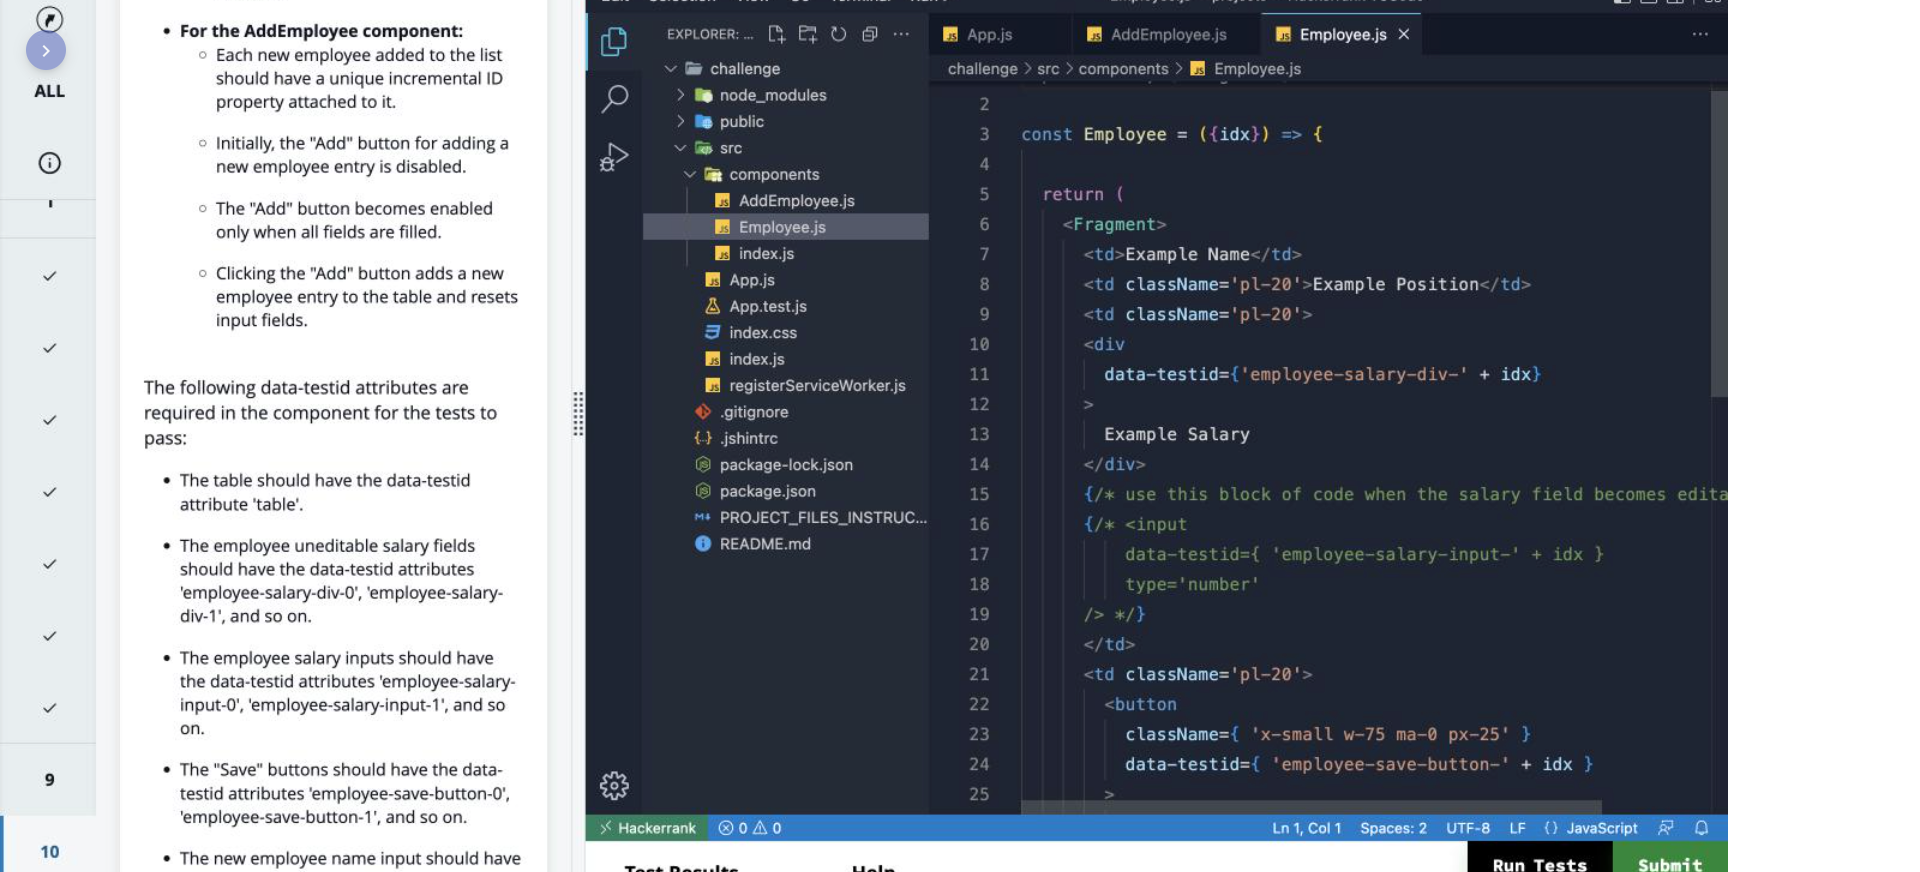 ALL
9
10
For the AddEmployee component:
Each new employee added to the list
should have a unique incremental ID
property attached to it.
Initially, the "Add" button for adding a
new employee entry is disabled.
The "Add" button becomes enabled
only when all fields are filled.
Clicking the "Add" button adds a new
employee entry to the table and resets
input fields.
The following data-testid attributes are
required in the component for the tests to
pass:
The table should have the data-testid
attribute 'table'.
The employee uneditable salary fields
should have the data-testid attributes
'employee-salary-div-0', 'employee-salary-
div-1', and so on.
The employee salary inputs should have
the data-testid attributes 'employee-salary-
input-0', 'employee-salary-input-1', and so
on.
The "Save" buttons should have the data-
testid attributes 'employee-save-button-0',
'employee-save-button-1', and so on.
The new employee name input should have
EXPLORER: ...
challenge
node_modules
public
src
components
AddEmployee.js
Employee.js
index.js
App.js
App.test.js
index.css
index.js
registerServiceWorker.js
.gitignore
.jshintrc
package-lock.json
package.json
PROJECT_FILES_INSTRUC...
README.md
App.js AddEmployee.js Employee.js
challenge > src > components > Employee.js
2
3 const Employee = ({idx}) => {
4
5 return (
6 <Fragment>
7 <td>Example Name</td>
8 <td className='pl-20'>Example Position</td>
9 <td className='pl-20'>
10 <div
11 data-testid={'employee-salary-div-' + idx}
12 >
13 Example Salary
14 </div>
15 {/* use this block of code when the salary field becomes edita
16 {/* <input
17 data-testid={ 'employee-salary-input-' + idx }
18 type='number'
19 /> */}
20 </td>
21 <td className='pl-20'>
22 <button
23 className={ 'x-small w-75 ma-0 px-25' }
24 data-testid={ 'employee-save-button-' + idx }
25 >
Hackerrank 0 0 Ln 1, Col 1 Spaces: 2 UTF-8 LF {} JavaScript
Test Results Help Run Tests Submit